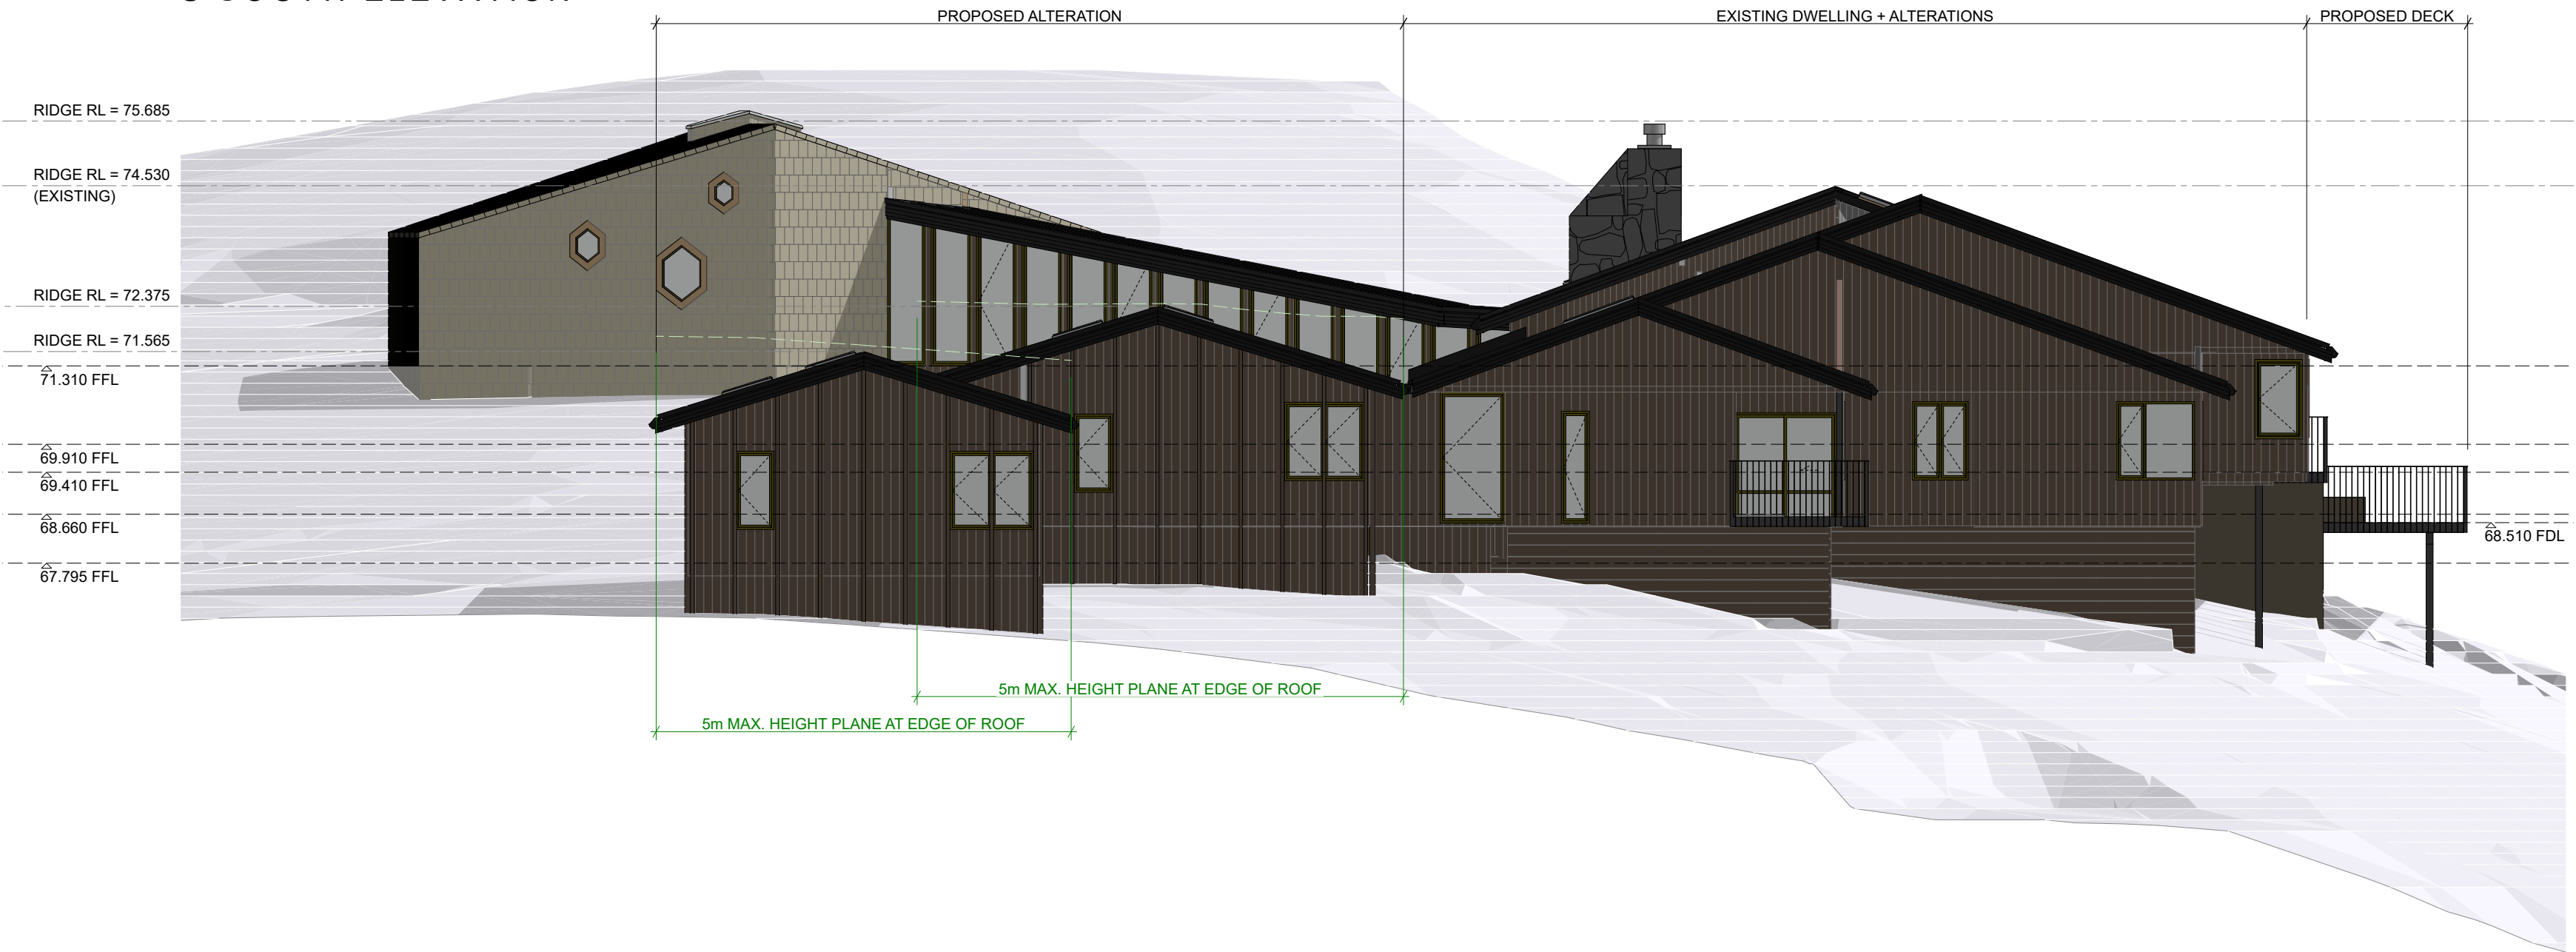 PROPOSED ALTERATION
EXISTING DWELLING + ALTERATIONS
PROPOSED DECK
RIDGE RL = 75.685
RIDGE RL = 74.530
(EXISTING)
RIDGE RL = 72.375
RIDGE RL = 71.565
71.310 FFL
69.910 FFL
69.410 FFL
68.660 FFL
68.510 FDL
67.795 FFL
5m MAX. HEIGHT PLANE AT EDGE OF ROOF
5m MAX. HEIGHT PLANE AT EDGE OF ROOF